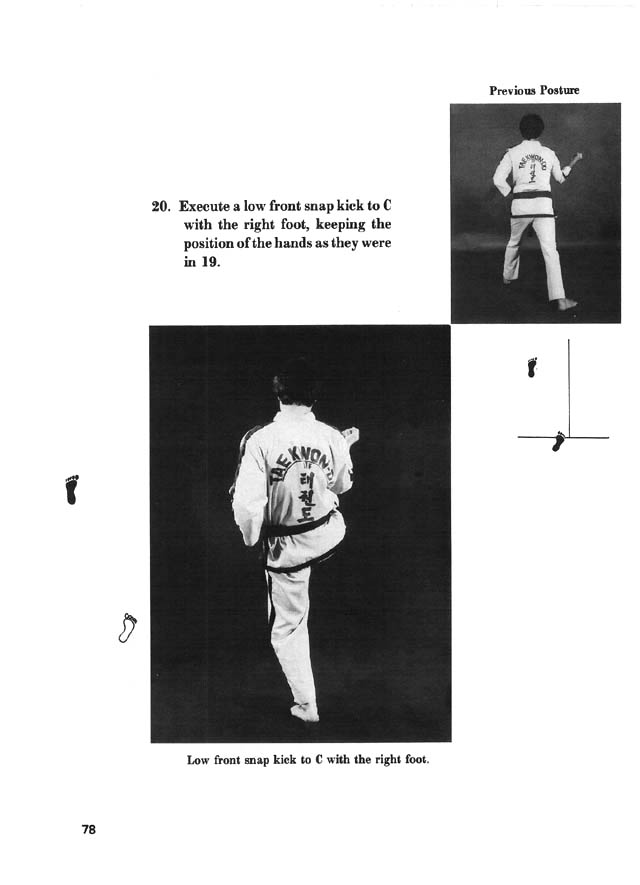 Previous Posture
TAEKWON-DO
20. Execute a low front snap kick to C
with the right foot, keeping the
position of the hands as they were
in 19.
TAEKWON-D
태
권
도
Low front snap kick to C with the right foot.
78